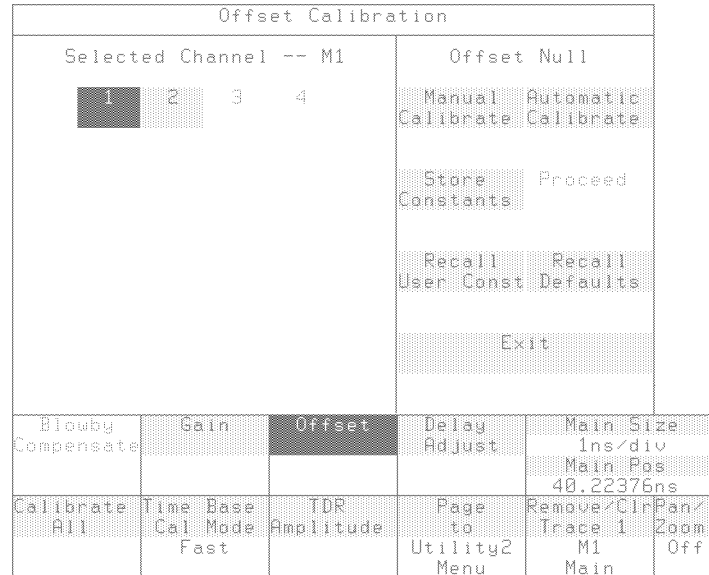 Offset Calibration
Selected Channel -- M1
1 2 3 4
Offset Null
Manual Calibrate
Automatic Calibrate
Store Constants
Proceed
Recall User Const
Recall Defaults
Exit
Blowby Compensate
Gain
Offset
Delay Adjust
Main Size
1ns/div
Main Pos
40.22376ns
Calibrate All
Time Base Cal Mode
Fast
TDR Amplitude
Page to Utility2 Menu
Remove/Clr Trace 1
M1
Main
Pan/ Zoom
Off